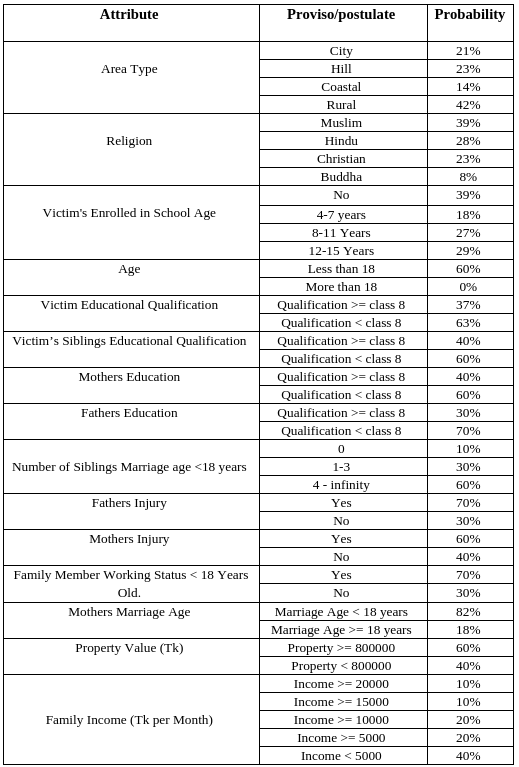 Attribute Proviso/postulate Probability
Area Type
City 21%
Hill 23%
Coastal 14%
Rural 42%
Religion
Muslim 39%
Hindu 28%
Christian 23%
Buddha 8%
Victim's Enrolled in School Age
No 39%
4-7 years 18%
8-11 Years 27%
12-15 Years 29%
Age
Less than 18 60%
More than 18 0%
Victim Educational Qualification
Qualification >= class 8 37%
Qualification < class 8 63%
Victim’s Siblings Educational Qualification
Qualification >= class 8 40%
Qualification < class 8 60%
Mothers Education
Qualification >= class 8 40%
Qualification < class 8 60%
Fathers Education
Qualification >= class 8 30%
Qualification < class 8 70%
Number of Siblings Marriage age <18 years
0 10%
1-3 30%
4 - infinity 60%
Fathers Injury
Yes 70%
No 30%
Mothers Injury
Yes 60%
No 40%
Family Member Working Status < 18 Years
Old.
Yes 70%
No 30%
Mothers Marriage Age
Marriage Age < 18 years 82%
Marriage Age >= 18 years 18%
Property Value (Tk)
Property >= 800000 60%
Property < 800000 40%
Family Income (Tk per Month)
Income >= 20000 10%
Income >= 15000 10%
Income >= 10000 20%
Income >= 5000 20%
Income < 5000 40%